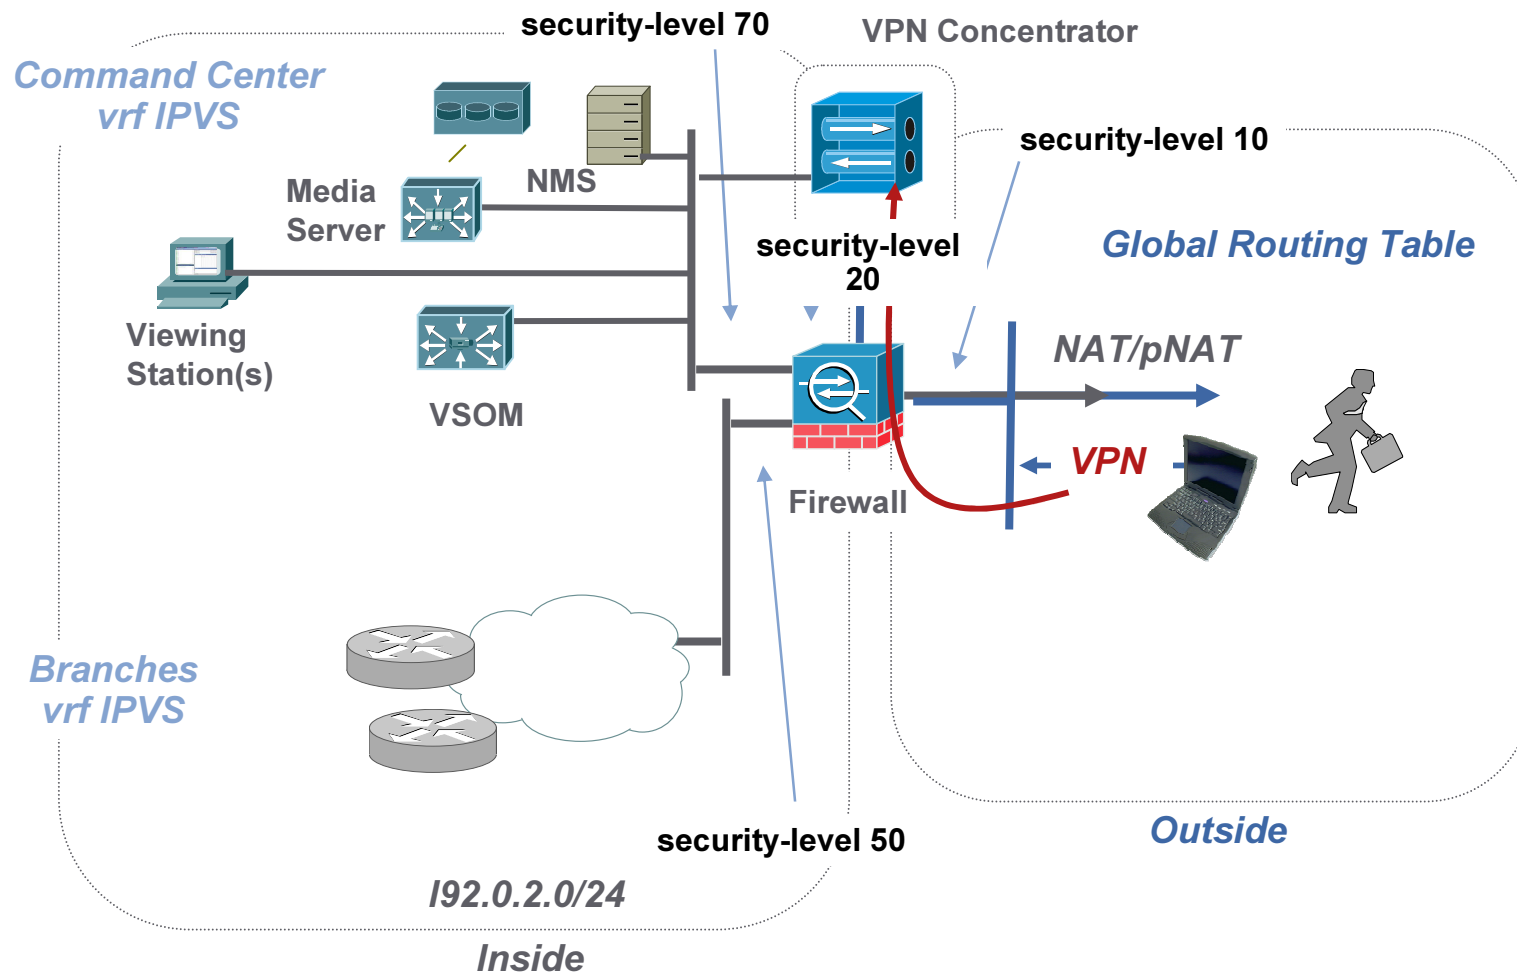 security-level 70
VPN Concentrator
Command Center
vrf IPVS
security-level 10
NMS
Media
Server
security-level
20
Global Routing Table
Viewing
Station(s)
NAT/pNAT
VSOM
VPN
Firewall
Branches
vrf IPVS
security-level 50
Outside
I92.0.2.0/24
Inside